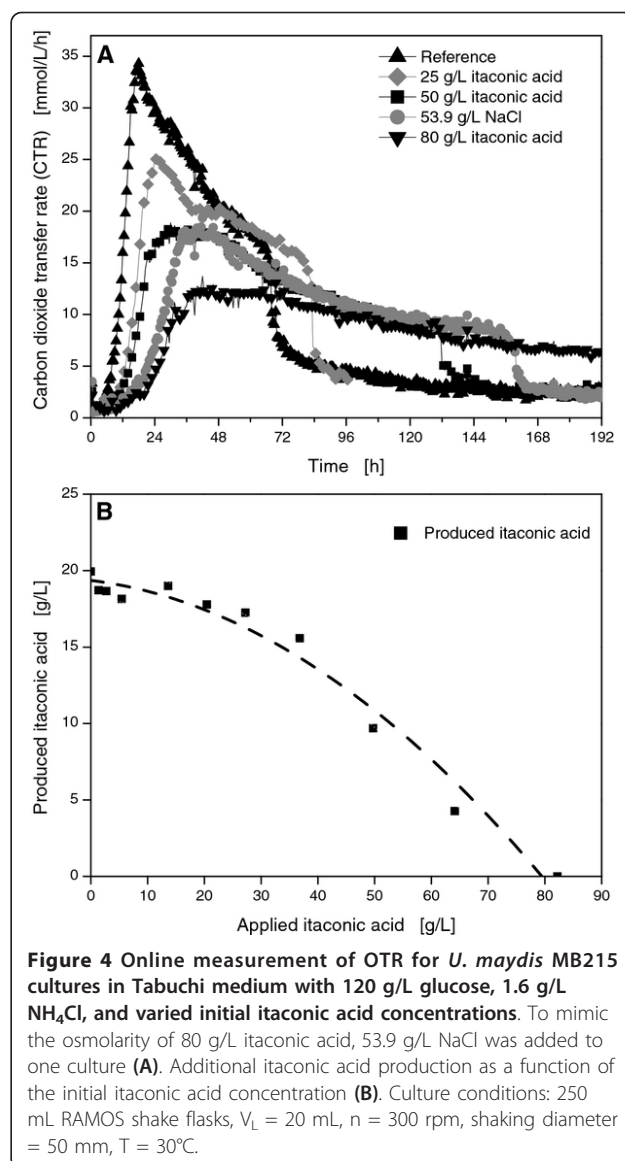 A
Reference
25 g/L itaconic acid
50 g/L itaconic acid
53.9 g/L NaCl
80 g/L itaconic acid
Carbon dioxide transfer rate (CTR) [mmol/L/h]
35
30
25
20
15
10
5
0
0 24 48 72 96 120 144 168 192
Time [h]
B
Produced itaconic acid
Produced itaconic acid [g/L]
25
20
15
10
5
0
0 10 20 30 40 50 60 70 80 90
Applied itaconic acid [g/L]
Figure 4 Online measurement of OTR for U. maydis MB215
cultures in Tabuchi medium with 120 g/L glucose, 1.6 g/L
NH₄Cl, and varied initial itaconic acid concentrations. To mimic
the osmolarity of 80 g/L itaconic acid, 53.9 g/L NaCl was added to
one culture (A). Additional itaconic acid production as a function of
the initial itaconic acid concentration (B). Culture conditions: 250
mL RAMOS shake flasks, V_L = 20 mL, n = 300 rpm, shaking diameter
= 50 mm, T = 30°C.